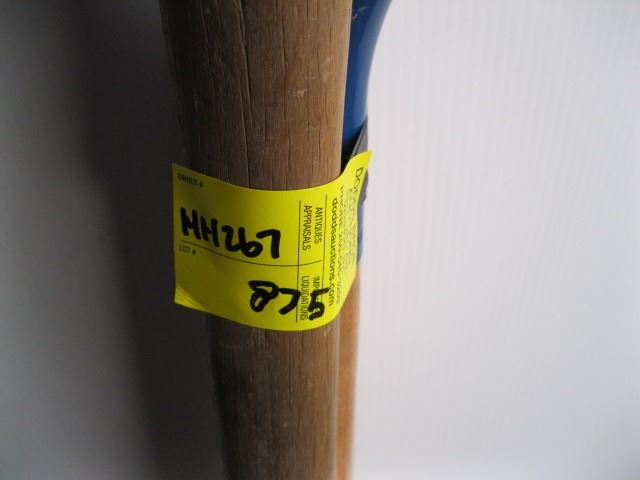 OWNER #
MH267
LOT #
875
ANTIQUES
APPRAISALS
LIQUIDATIONS
doddsauctions.com